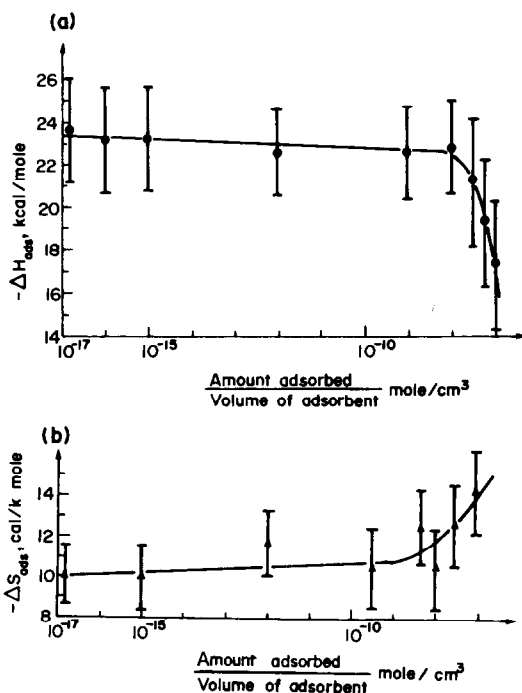 (a)
26
24
22
20
18
16
14
-ΔH_ads, kcal/mole
10^-17 10^-15 10^-10
Amount adsorbed
Volume of adsorbent
mole/cm^3
(b)
14
12
10
8
-ΔS_ads, cal/k mole
10^-17 10^-15 10^-10
Amount adsorbed
Volume of adsorbent
mole/cm^3